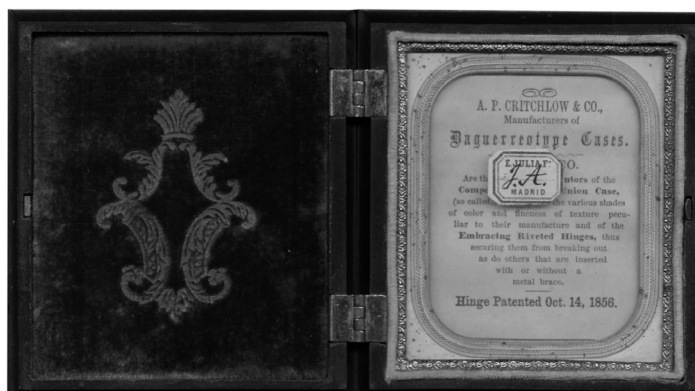 A. P. CRITCHLOW & CO.,
Manufacturers of
Daguerreotype Cases.
CO.
E. JULIA Fº
J.A.
MADRID
Are the ntors of the
Union Case,
(so called, the various shades
of color and fineness of texture pecu-
liar to their manufacture and of the
Embracing Riveted Hinges, thus
securing them from breaking out
as do others that are inserted
with or without a
metal brace.
Hinge Patented Oct. 14, 1856.